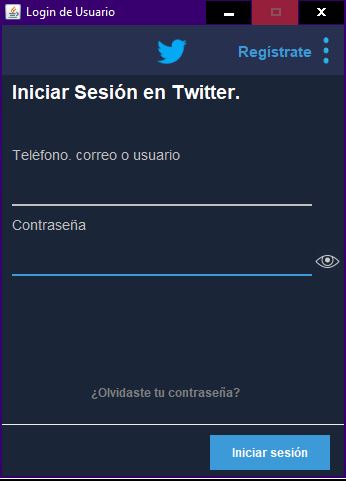 Login de Usuario
Regístrate
Iniciar Sesión en Twitter.
Teléfono. correo o usuario
Contraseña
¿Olvidaste tu contraseña?
Iniciar sesión